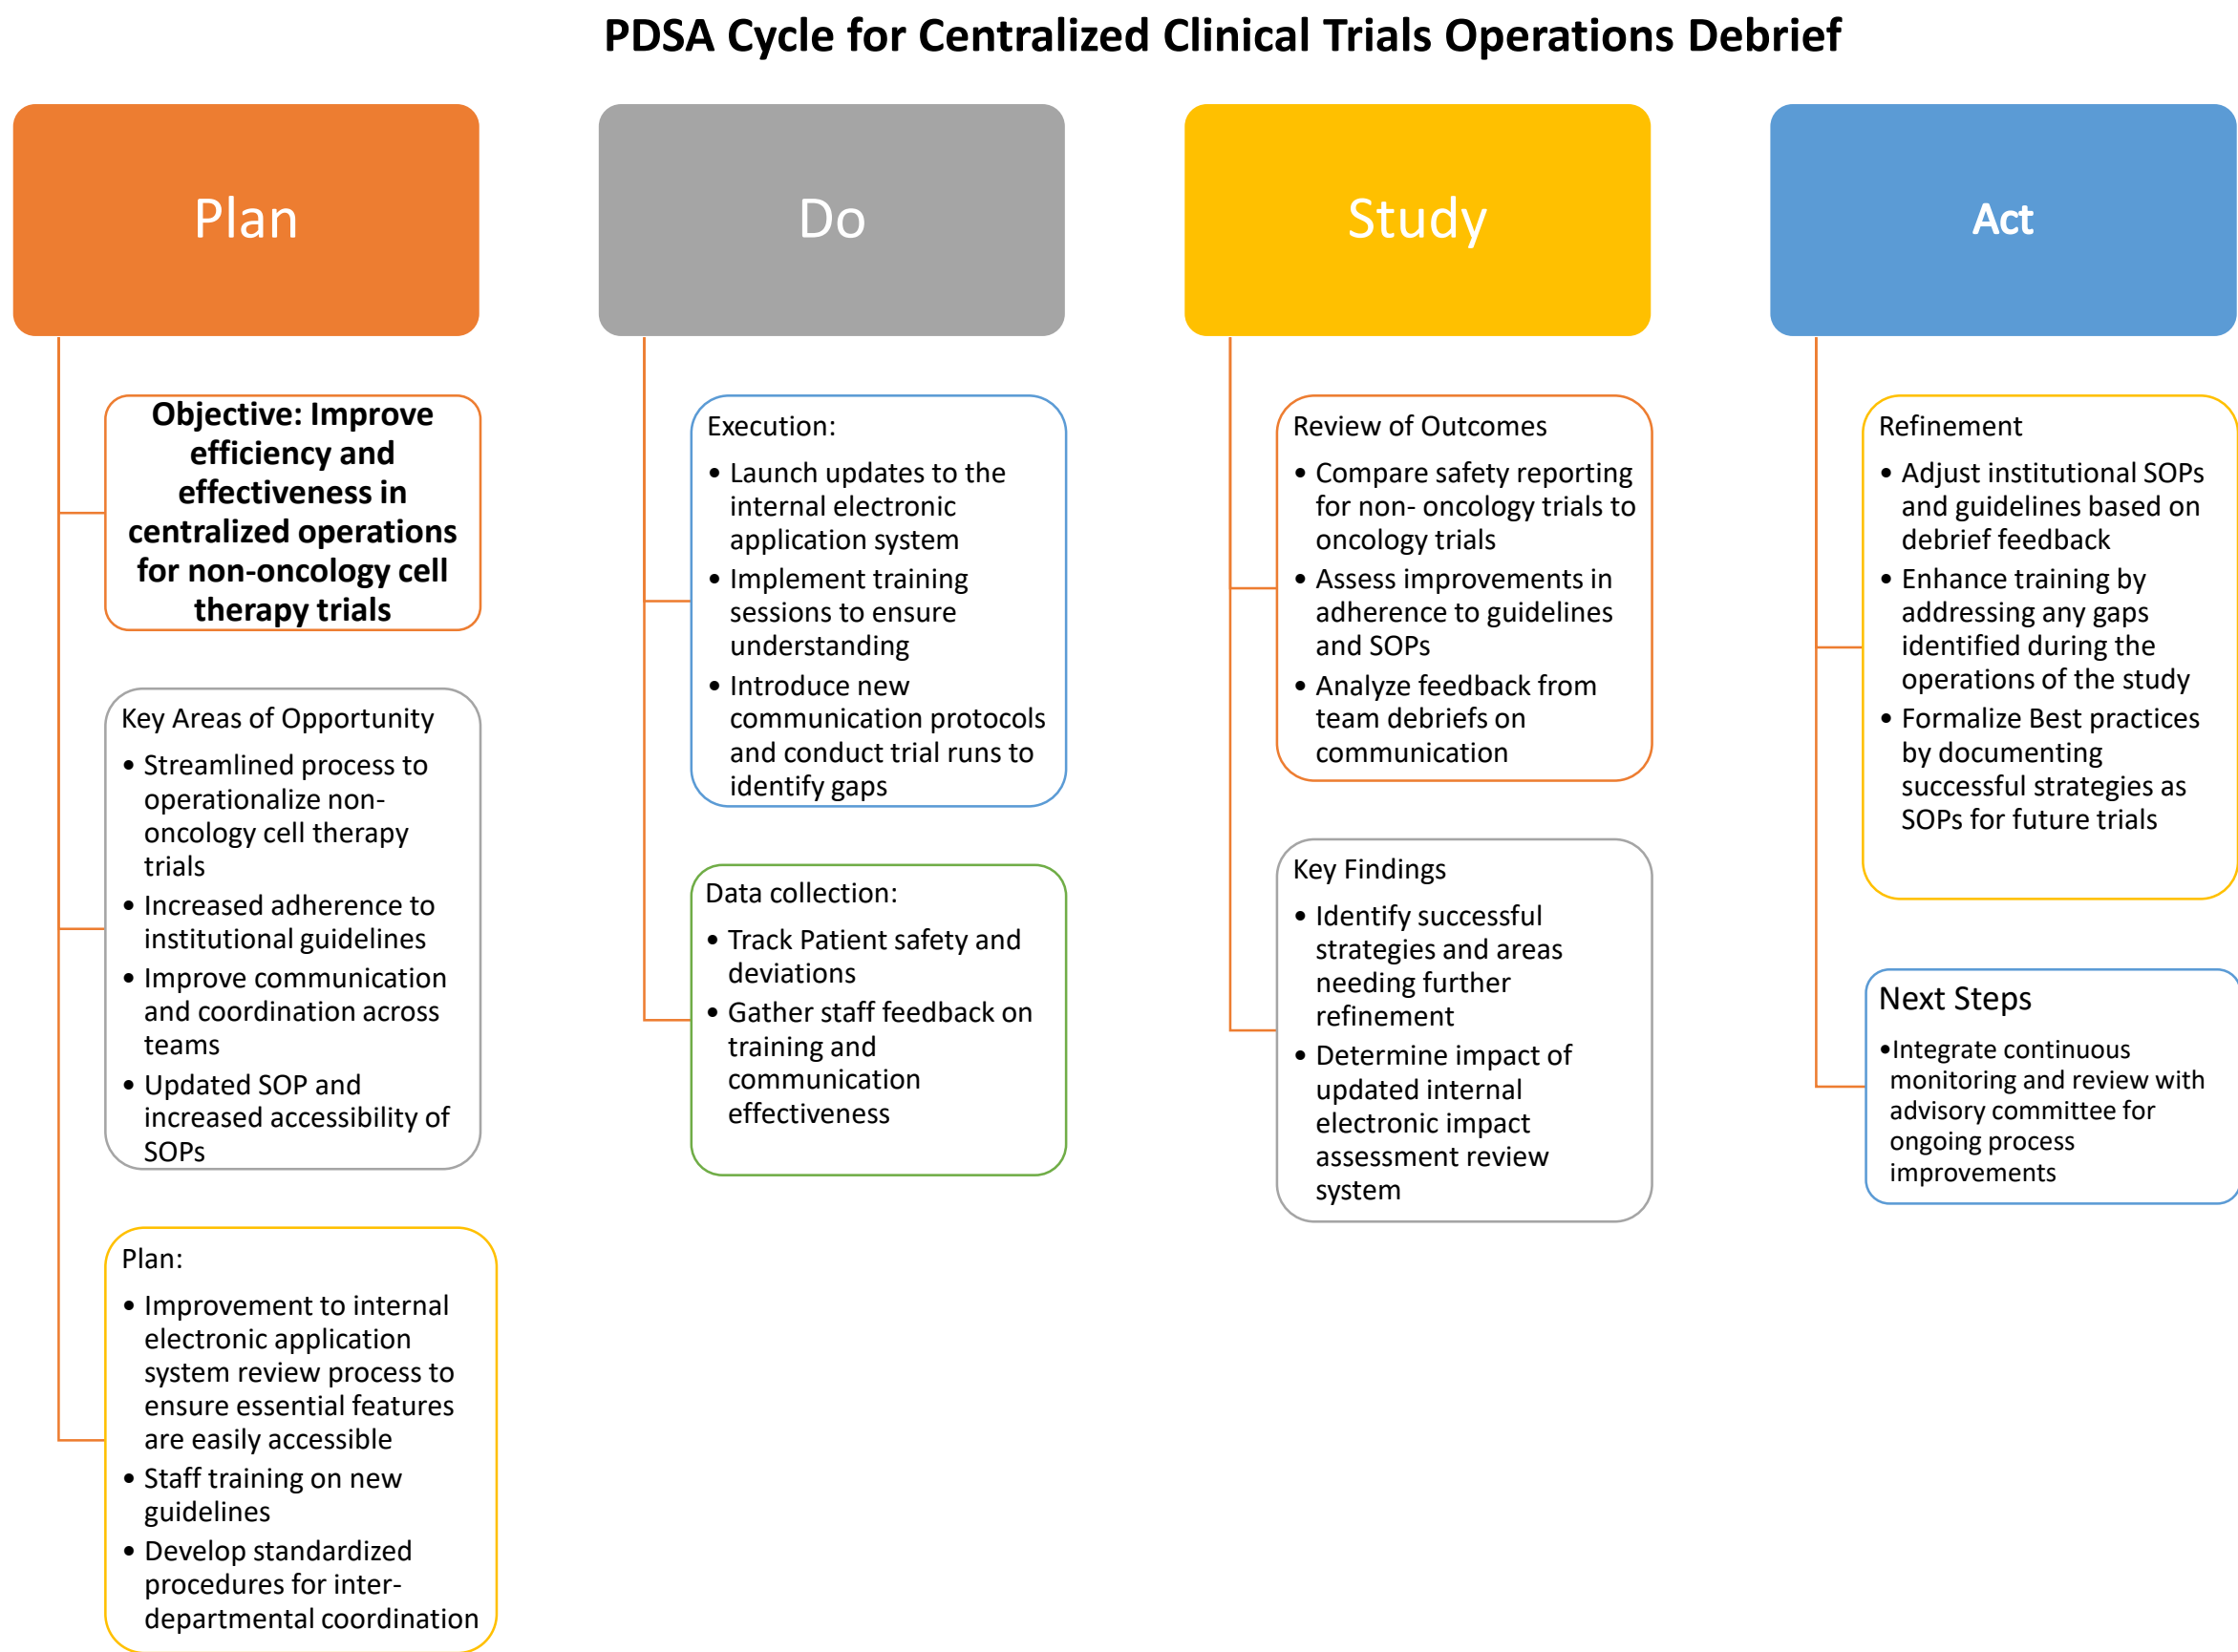 PDSA Cycle for Centralized Clinical Trials Operations Debrief
Plan
Objective: Improve
efficiency and
effectiveness in
centralized operations
for non-oncology cell
therapy trials
Key Areas of Opportunity
• Streamlined process to
operationalize non-
oncology cell therapy
trials
• Increased adherence to
institutional guidelines
• Improve communication
and coordination across
teams
• Updated SOP and
increased accessibility of
SOPs
Plan:
• Improvement to internal
electronic application
system review process to
ensure essential features
are easily accessible
• Staff training on new
guidelines
• Develop standardized
procedures for inter-
departmental coordination
Do
Execution:
• Launch updates to the
internal electronic
application system
• Implement training
sessions to ensure
understanding
• Introduce new
communication protocols
and conduct trial runs to
identify gaps
Data collection:
• Track Patient safety and
deviations
• Gather staff feedback on
training and
communication
effectiveness
Study
Review of Outcomes
• Compare safety reporting
for non- oncology trials to
oncology trials
• Assess improvements in
adherence to guidelines
and SOPs
• Analyze feedback from
team debriefs on
communication
Key Findings
• Identify successful
strategies and areas
needing further
refinement
• Determine impact of
updated internal
electronic impact
assessment review
system
Act
Refinement
• Adjust institutional SOPs
and guidelines based on
debrief feedback
• Enhance training by
addressing any gaps
identified during the
operations of the study
• Formalize Best practices
by documenting
successful strategies as
SOPs for future trials
Next Steps
•Integrate continuous
monitoring and review with
advisory committee for
ongoing process
improvements